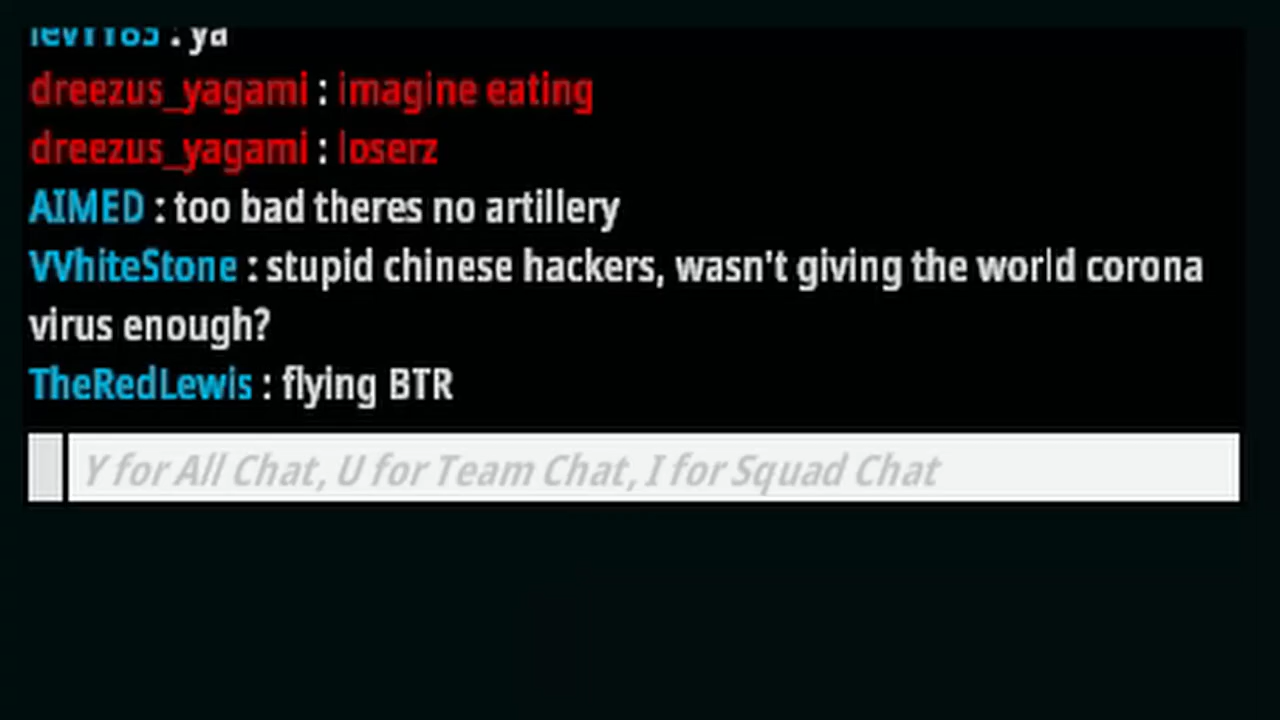 : ya
dreezus_yagami : imagine eating
dreezus_yagami : loserz
AIMED : too bad theres no artillery
VVhiteStone : stupid chinese hackers, wasn't giving the world corona
virus enough?
TheRedLewis : flying BTR
Y for All Chat, U for Team Chat, I for Squad Chat